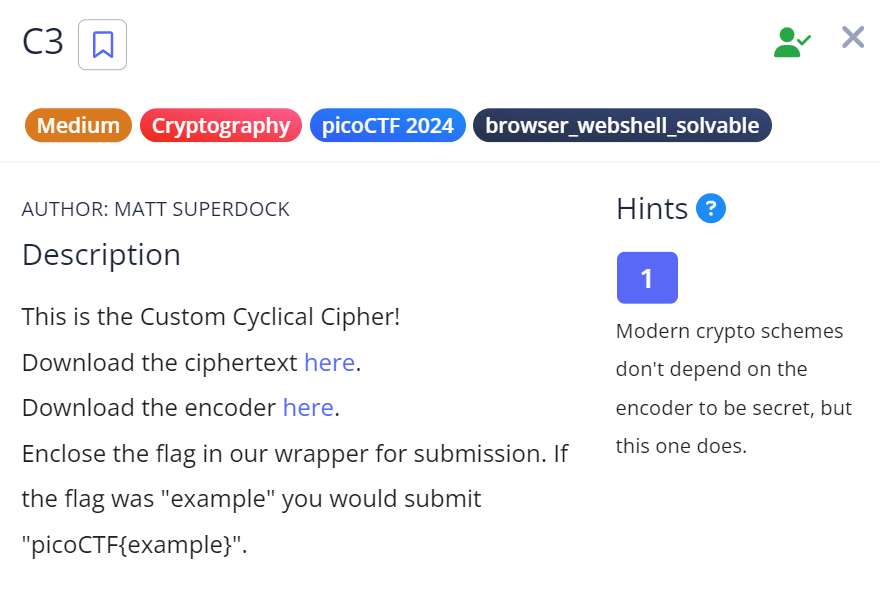 C3
Medium Cryptography picoCTF 2024 browser_webshell_solvable
AUTHOR: MATT SUPERDOCK
Description
This is the Custom Cyclical Cipher!
Download the ciphertext here.
Download the encoder here.
Enclose the flag in our wrapper for submission. If
the flag was "example" you would submit
"picoCTF{example}".
Hints ?
1
Modern crypto schemes
don't depend on the
encoder to be secret, but
this one does.